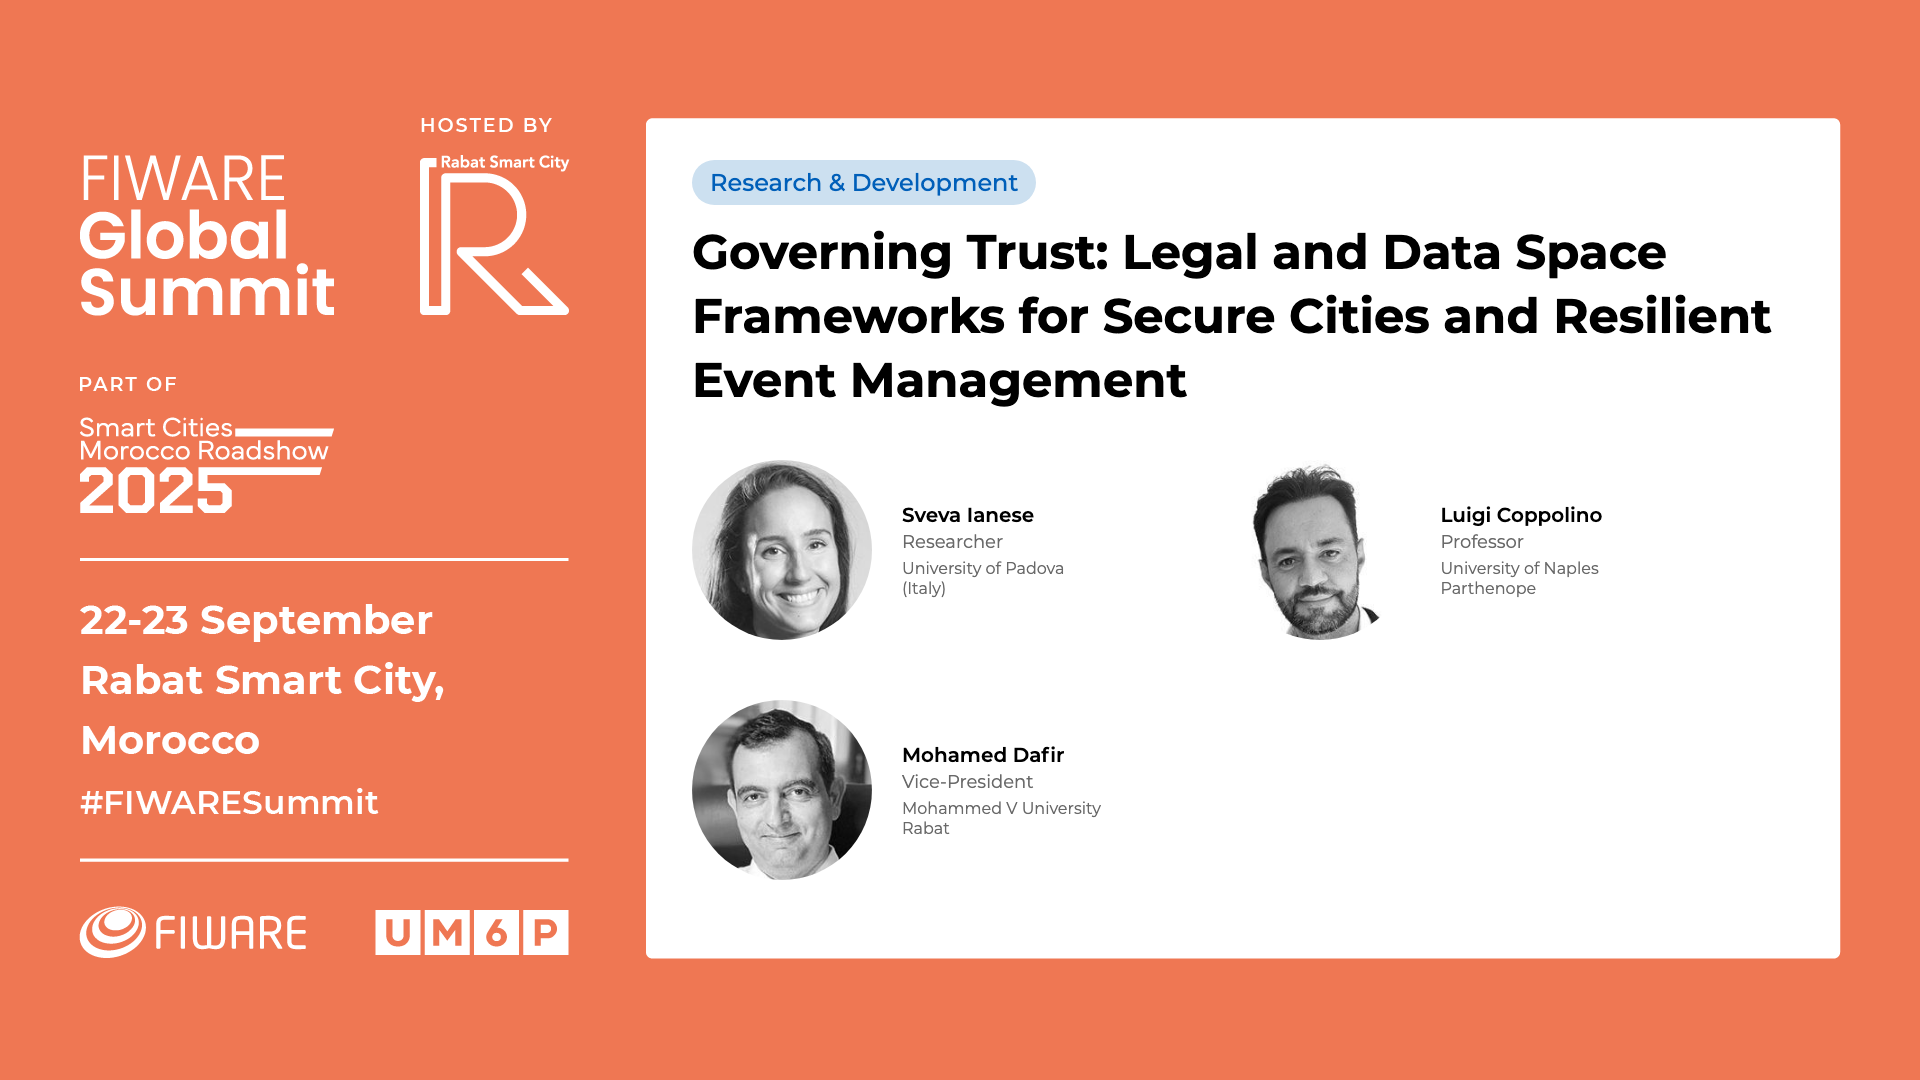 HOSTED BY
FIWARE
Global
Summit
Rabat Smart City
R
PART OF
Smart Cities
Morocco Roadshow
2025
22-23 September
Rabat Smart City,
Morocco
#FIWARESummit
FIWARE
UM6P
Research & Development
Governing Trust: Legal and Data Space
Frameworks for Secure Cities and Resilient
Event Management
Sveva Ianese
Researcher
University of Padova
(Italy)
Luigi Coppolino
Professor
University of Naples
Parthenope
Mohamed Dafir
Vice-President
Mohammed V University
Rabat